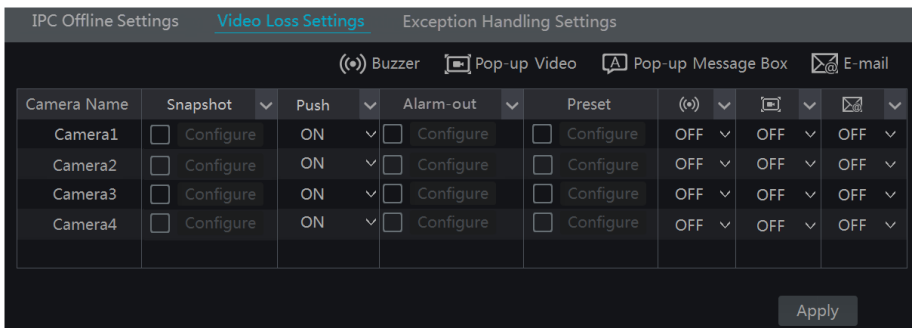 IPC Offline Settings Video Loss Settings Exception Handling Settings
Buzzer Pop-up Video A Pop-up Message Box E-mail
Camera Name Snapshot Push Alarm-out Preset
Camera1 Configure ON Configure Configure OFF OFF OFF
Camera2 Configure ON Configure Configure OFF OFF OFF
Camera3 Configure ON Configure Configure OFF OFF OFF
Camera4 Configure ON Configure Configure OFF OFF OFF
Apply